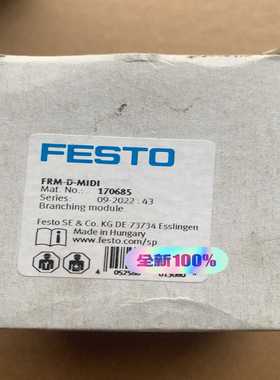 FESTO
FRM-D-MIDI
Mat. No.: 170685
Series: 09-2022 : 43
Branching module
Festo SE & Co. KG DE-73734 Esslingen
Made in Hungary
www.festo.com/sp
全新100%
4